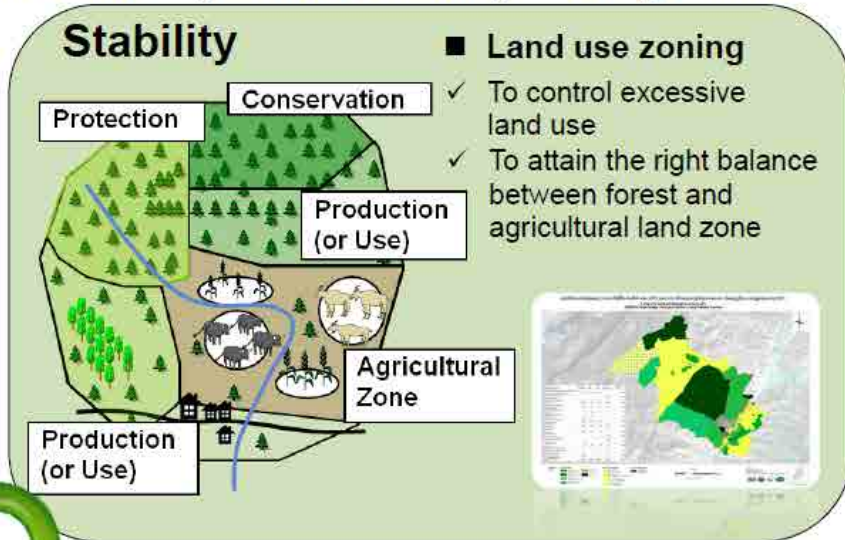 Stability
Conservation
Protection
Production
(or Use)
Agricultural
Zone
Production
(or Use)
■ Land use zoning
✓ To control excessive
land use
✓ To attain the right balance
between forest and
agricultural land zone